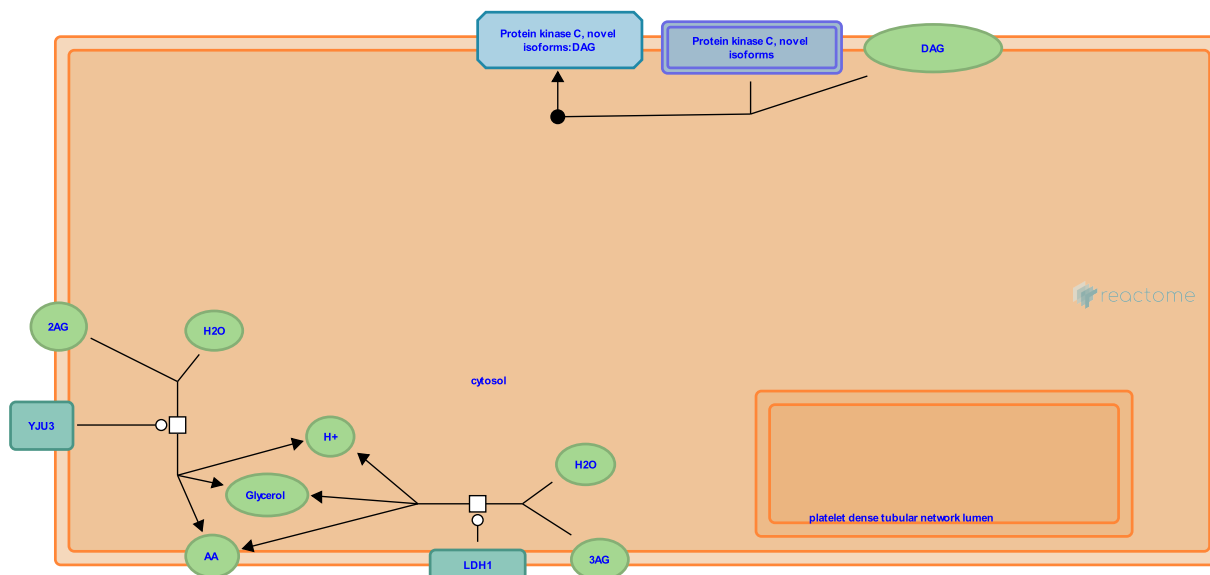 Protein kinase C, novel
isoforms:DAG
Protein kinase C, novel
isoforms
DAG
reactome
2AG
H2O
cytosol
YJU3
H+
H2O
Glycerol
platelet dense tubular network lumen
AA
LDH1
3AG